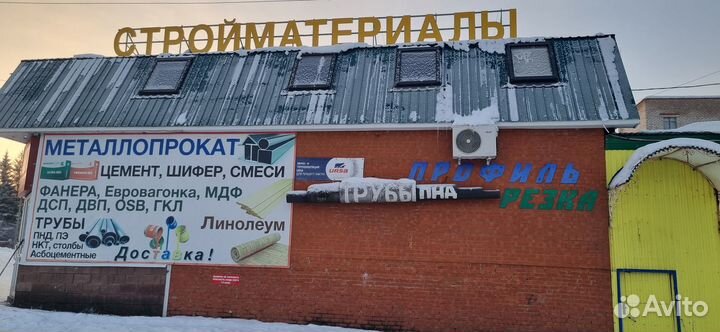 СТРОЙМАТЕРИАЛЫ
МЕТАЛЛОПРОКАТ
ЦЕМЕНТ, ШИФЕР, СМЕСИ
ФАНЕРА, Евровагонка, МДФ
ДСП, ДВП, OSB, ГКЛ
ТРУБЫ
ПНД, ПЭ
НКТ, столбы
Асбоцементные
Линолеум
Доставка!
URSA
ТРУБЫ ПНД
ПРОФИЛЬ
РЕЗКА
Avito